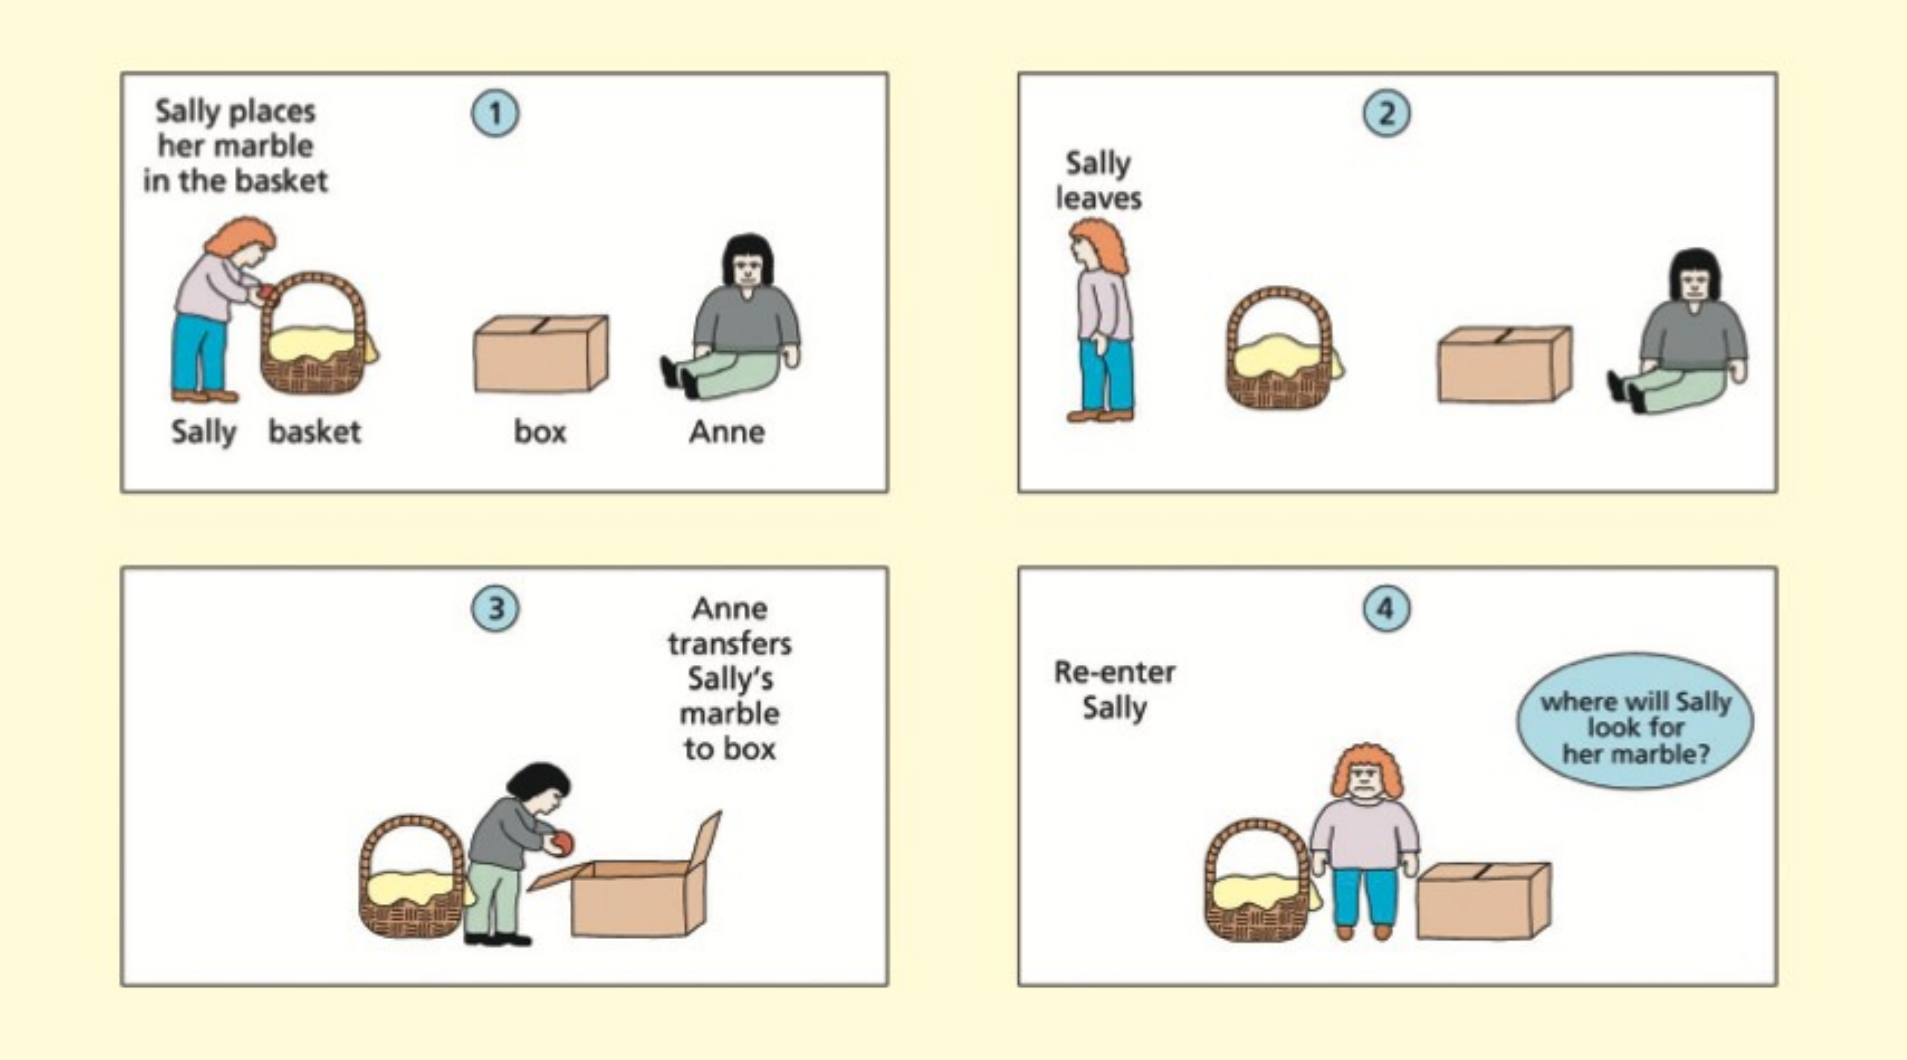 1
Sally places
her marble
in the basket
Sally basket box Anne
2
Sally
leaves
3
Anne
transfers
Sally's
marble
to box
4
Re-enter
Sally
where will Sally
look for
her marble?